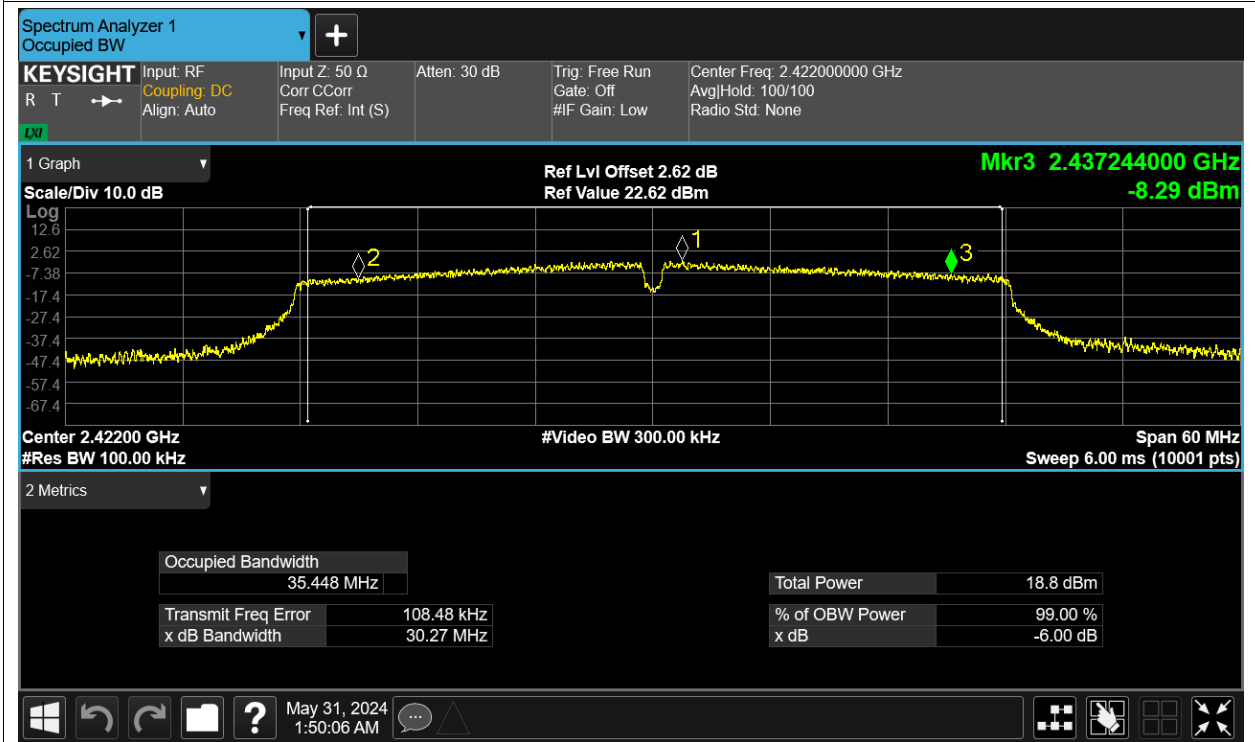 Spectrum Analyzer 1
Occupied BW
KEYSIGHT
R T
LXI
Input: RF
Coupling: DC
Align: Auto
Input Z: 50 Ω
Corr CCorr
Freq Ref: Int (S)
Atten: 30 dB
Trig: Free Run
Gate: Off
#IF Gain: Low
Center Freq: 2.422000000 GHz
Avg|Hold: 100/100
Radio Std: None
1 Graph
Scale/Div 10.0 dB
Ref Lvl Offset 2.62 dB
Ref Value 22.62 dBm
Mkr3 2.437244000 GHz
-8.29 dBm
Log
12.6
2.62
-7.38
-17.4
-27.4
-37.4
-47.4
-57.4
-67.4
2
1
3
Center 2.42200 GHz
#Res BW 100.00 kHz
#Video BW 300.00 kHz
Span 60 MHz
Sweep 6.00 ms (10001 pts)
2 Metrics
Occupied Bandwidth
35.448 MHz
Transmit Freq Error 108.48 kHz
x dB Bandwidth 30.27 MHz
Total Power 18.8 dBm
% of OBW Power 99.00 %
x dB -6.00 dB
May 31, 2024
1:50:06 AM